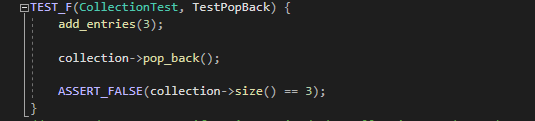 TEST_F(CollectionTest, TestPopBack) {
add_entries(3);
collection->pop_back();
ASSERT_FALSE(collection->size() == 3);
}